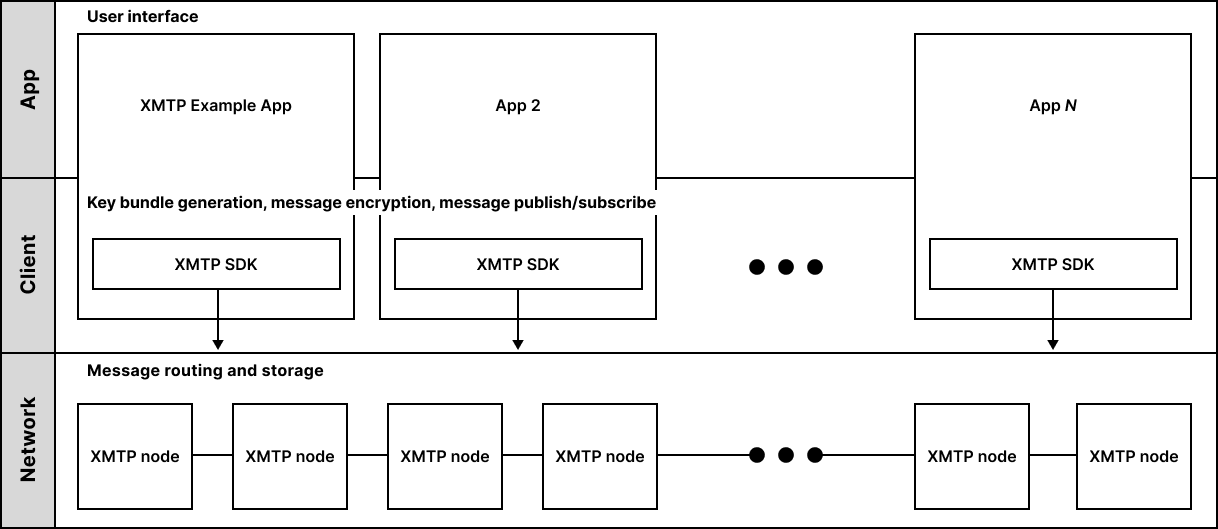 User interface
App
XMTP Example App
App 2
App N
Client
Key bundle generation, message encryption, message publish/subscribe
XMTP SDK
XMTP SDK
XMTP SDK
Network
Message routing and storage
XMTP node
XMTP node
XMTP node
XMTP node
XMTP node
XMTP node